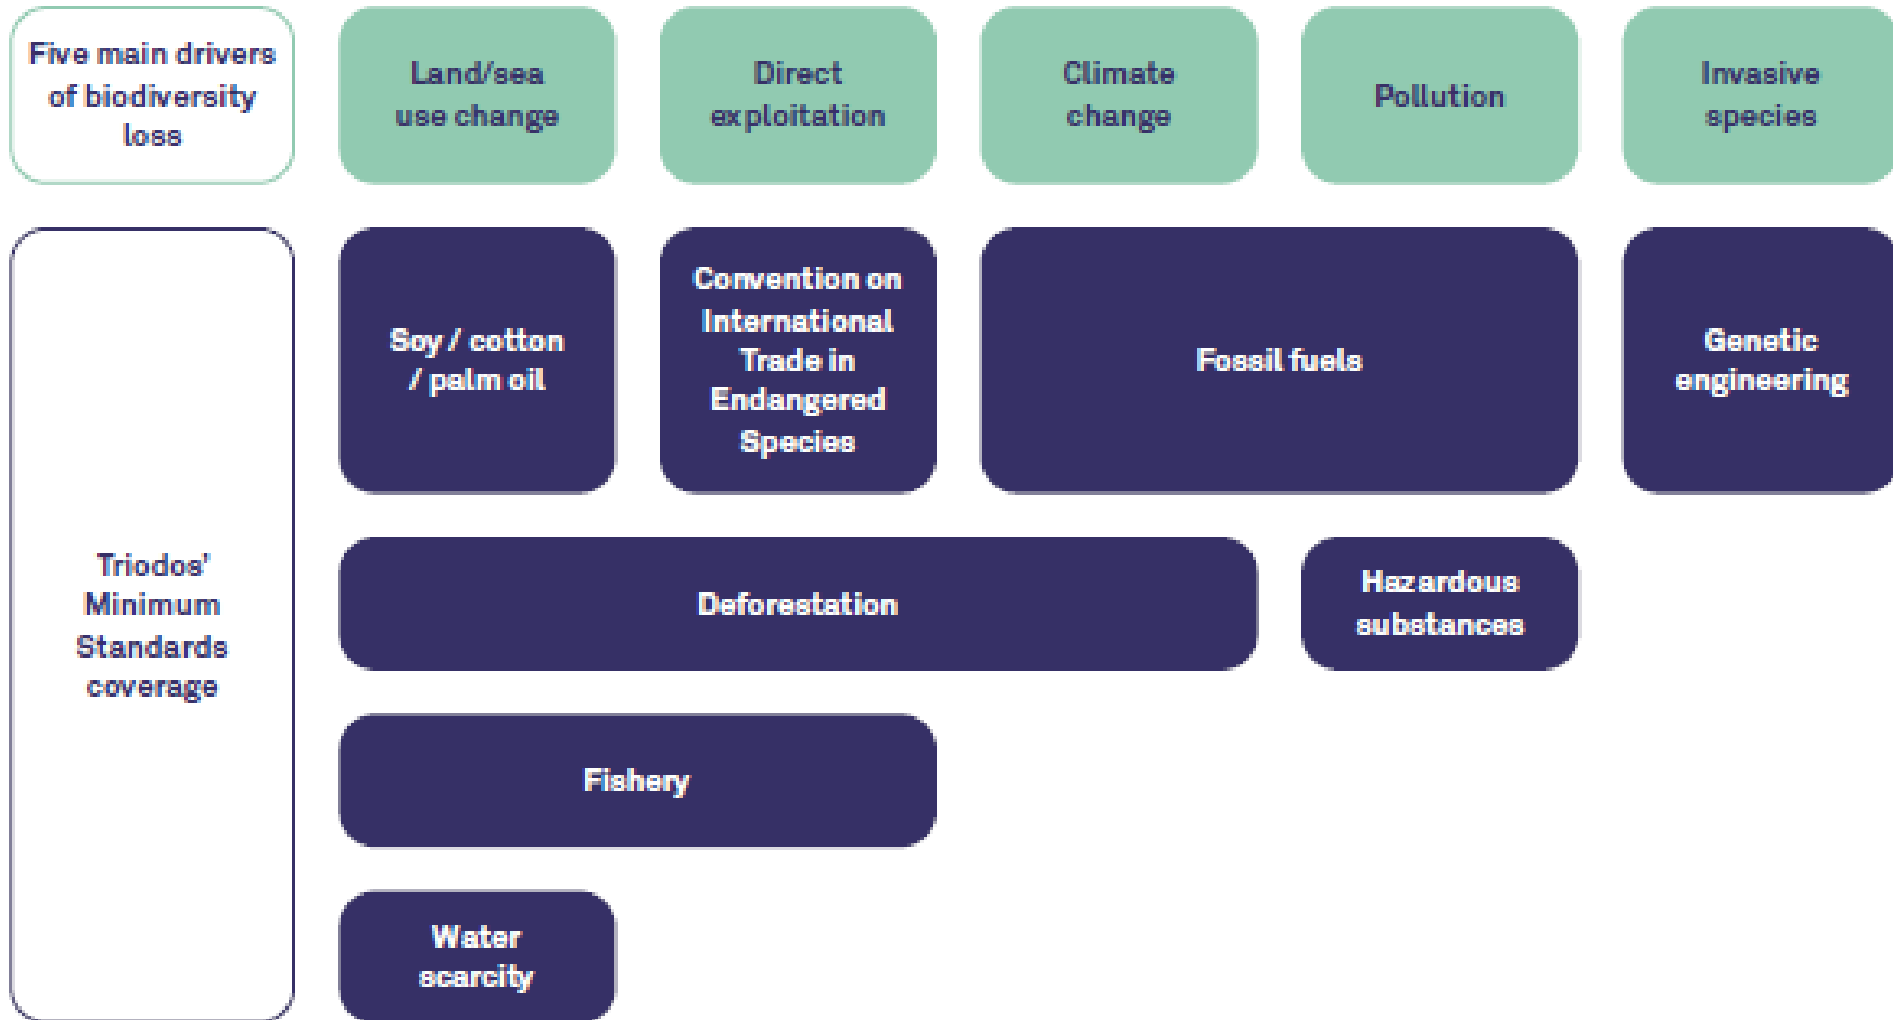 Five main drivers
of biodiversity
loss
Land/sea
use change
Direct
exploitation
Climate
change
Pollution
Invasive
species
Triodos'
Minimum
Standards
coverage
Soy / cotton
/ palm oil
Convention on
International
Trade in
Endangered
Species
Fossil fuels
Genetic
engineering
Deforestation
Hazardous
substances
Fishery
Water
scarcity